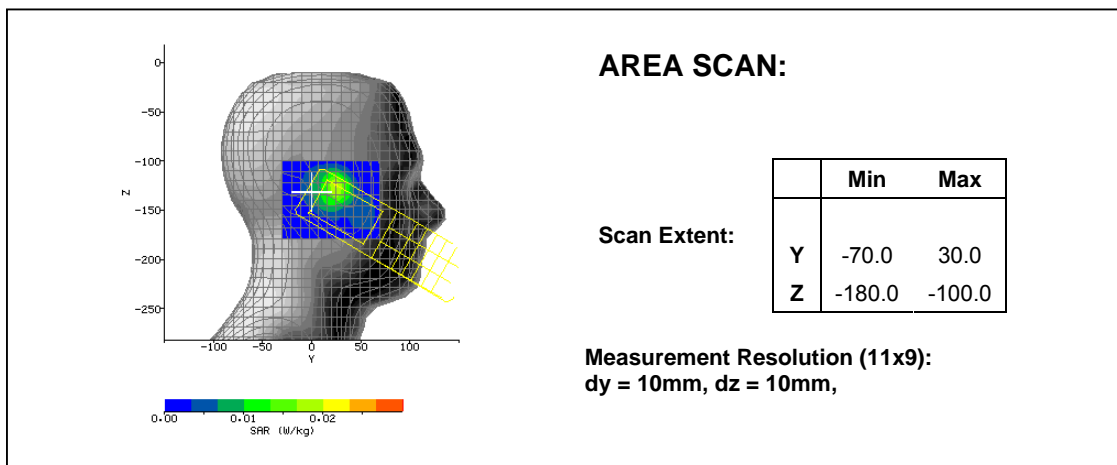 AREA SCAN:
0
-50
-100
-150
-200
-250
Z
-100 -50 0 50 100
Y
0.00 0.01 0.02
SAR (W/kg)
Scan Extent:
Min Max
Y -70.0 30.0
Z -180.0 -100.0
Measurement Resolution (11x9):
dy = 10mm, dz = 10mm,